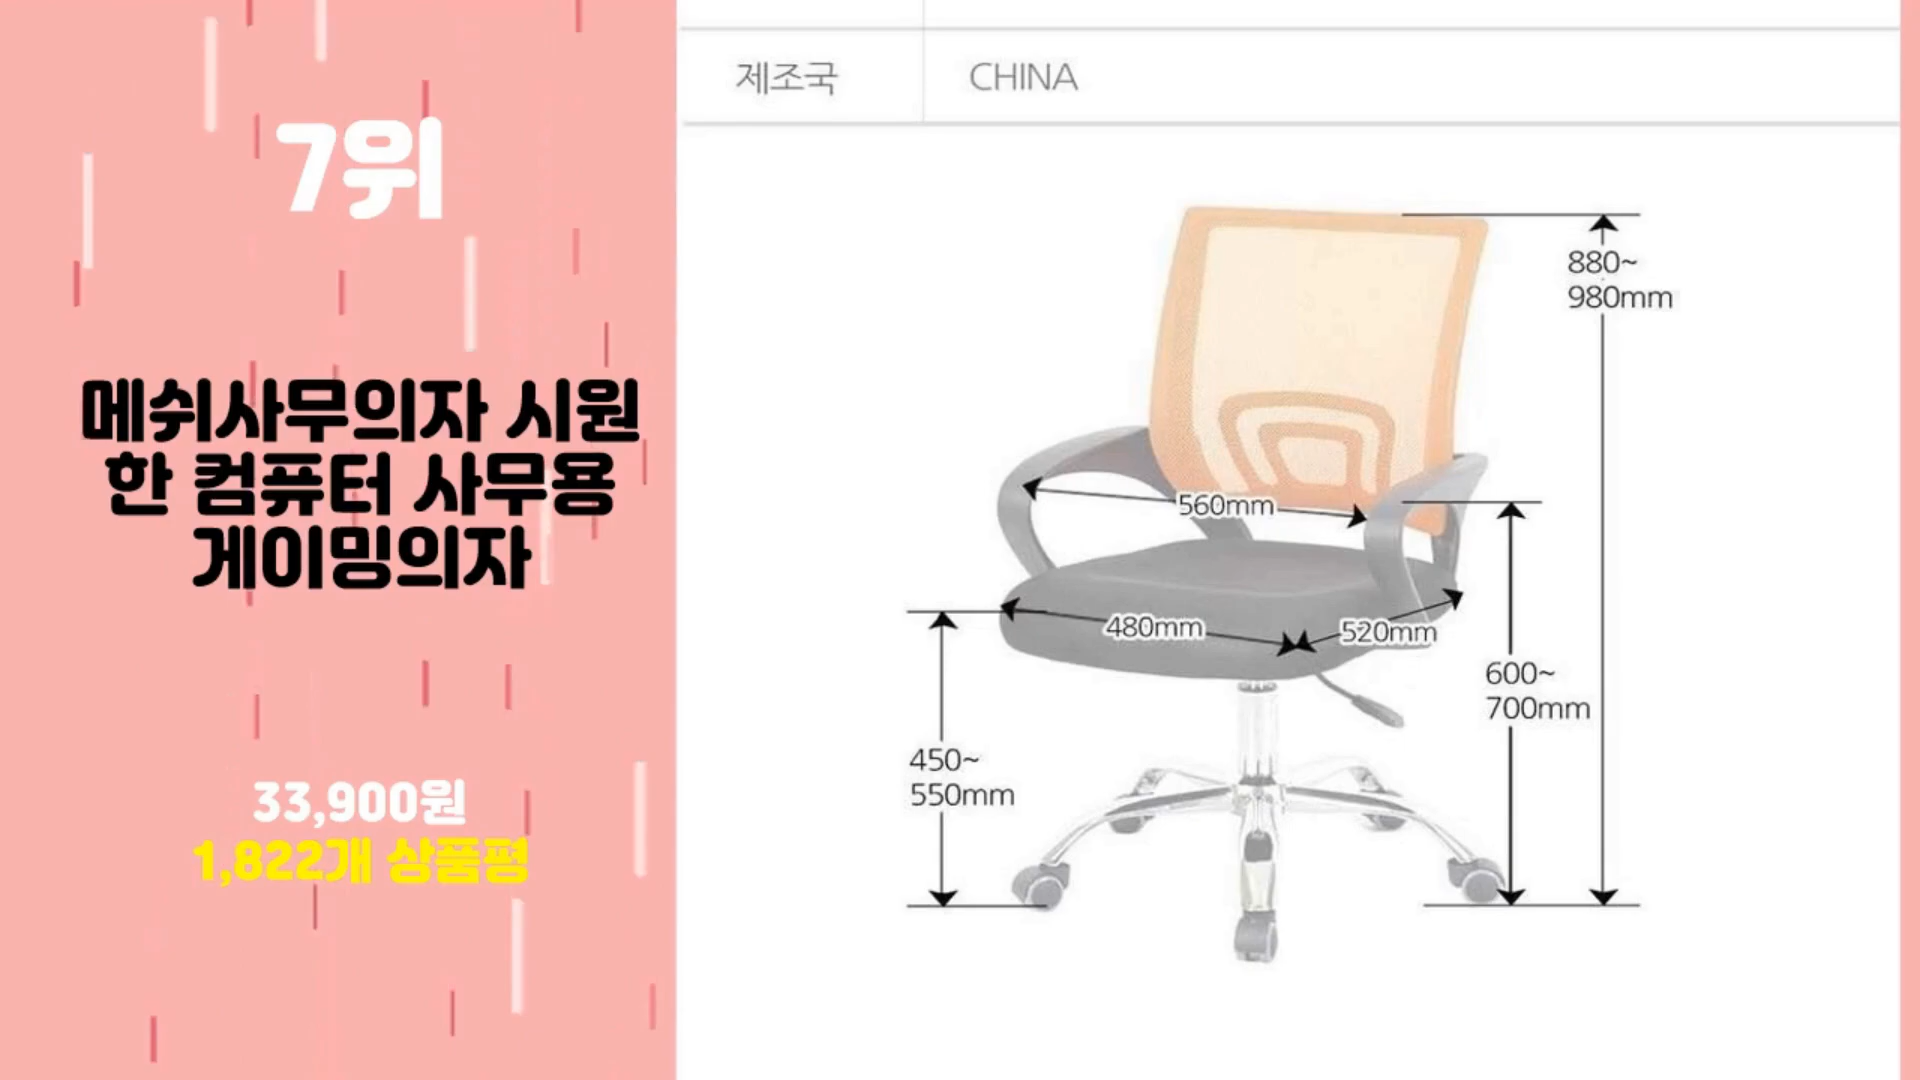 7위
메쉬사무의자 시원
한 컴퓨터 사무용
게이밍의자
33,900원
1,822개 상품평
제조국 CHINA
880~
980mm
560mm
480mm
520mm
600~
700mm
450~
550mm